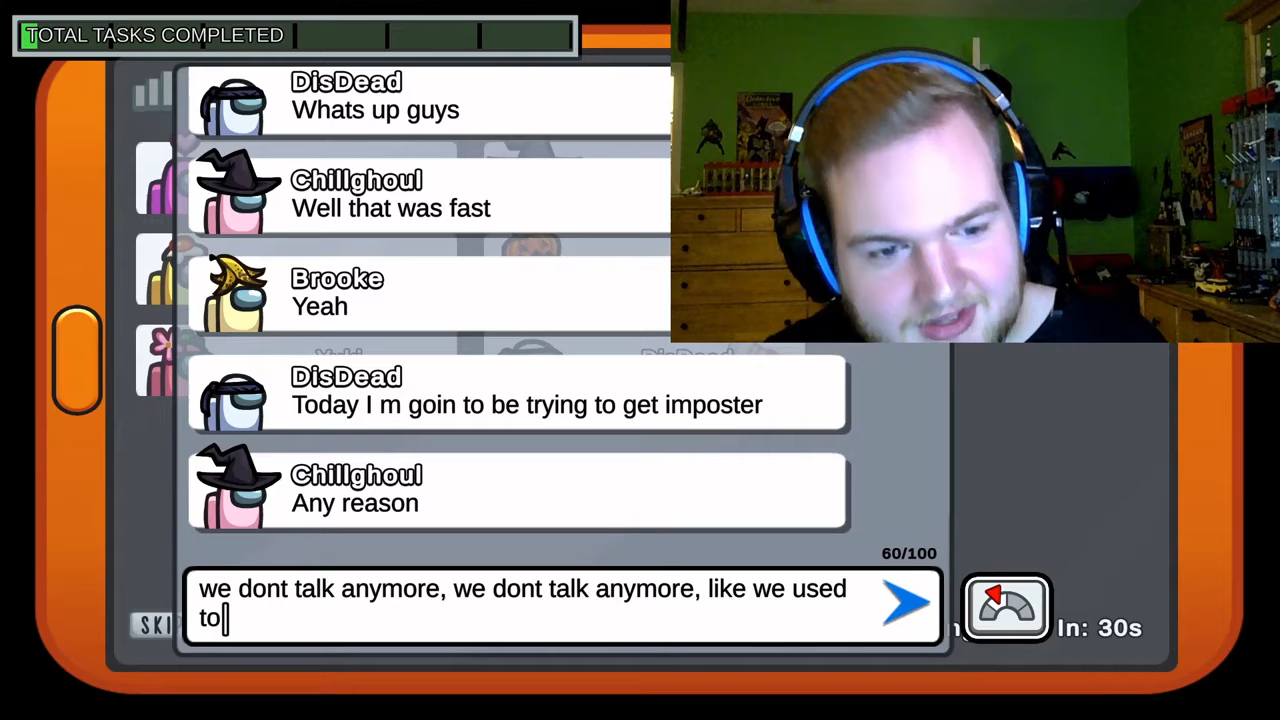 TOTAL TASKS COMPLETED
DisDead
Whats up guys
Chillghoul
Well that was fast
Brooke
Yeah
DisDead
DisDead
Today I m goin to be trying to get imposter
Chillghoul
Any reason
60/100
we dont talk anymore, we dont talk anymore, like we used
to
SKI
In: 30s